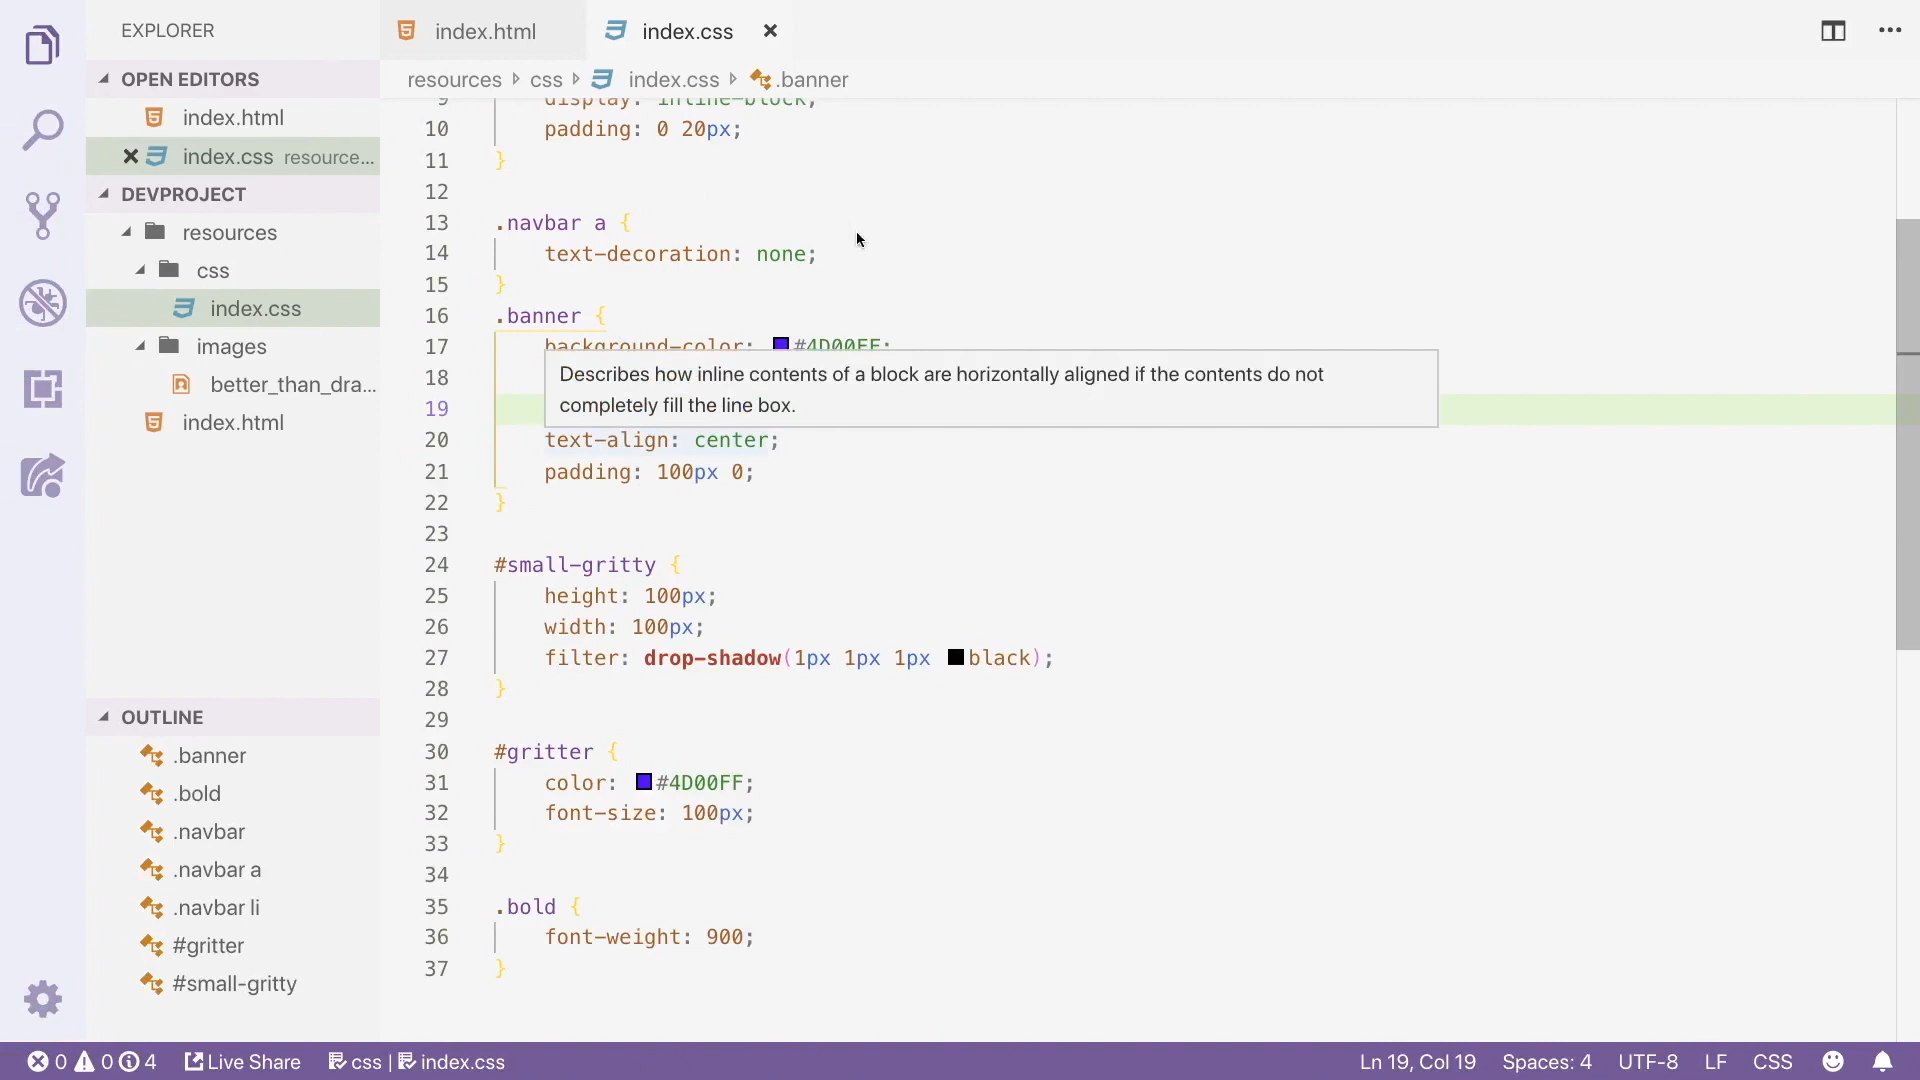 EXPLORER
OPEN EDITORS
index.html
index.css resource...
DEVPROJECT
resources
css
index.css
images
better_than_dra...
index.html
OUTLINE
.banner
.bold
.navbar
.navbar a
.navbar li
#gritter
#small-gritty
index.html
index.css
resources css index.css .banner
9 display: inline-block;
10 padding: 0 20px;
11 }
12
13 .navbar a {
14 text-decoration: none;
15 }
16 .banner {
17 background-color: #4D00FF;
18
19
Describes how inline contents of a block are horizontally aligned if the contents do not
completely fill the line box.
20 text-align: center;
21 padding: 100px 0;
22 }
23
24 #small-gritty {
25 height: 100px;
26 width: 100px;
27 filter: drop-shadow(1px 1px 1px black);
28 }
29
30 #gritter {
31 color: #4D00FF;
32 font-size: 100px;
33 }
34
35 .bold {
36 font-weight: 900;
37 }
0 0 4 Live Share css | index.css Ln 19, Col 19 Spaces: 4 UTF-8 LF CSS